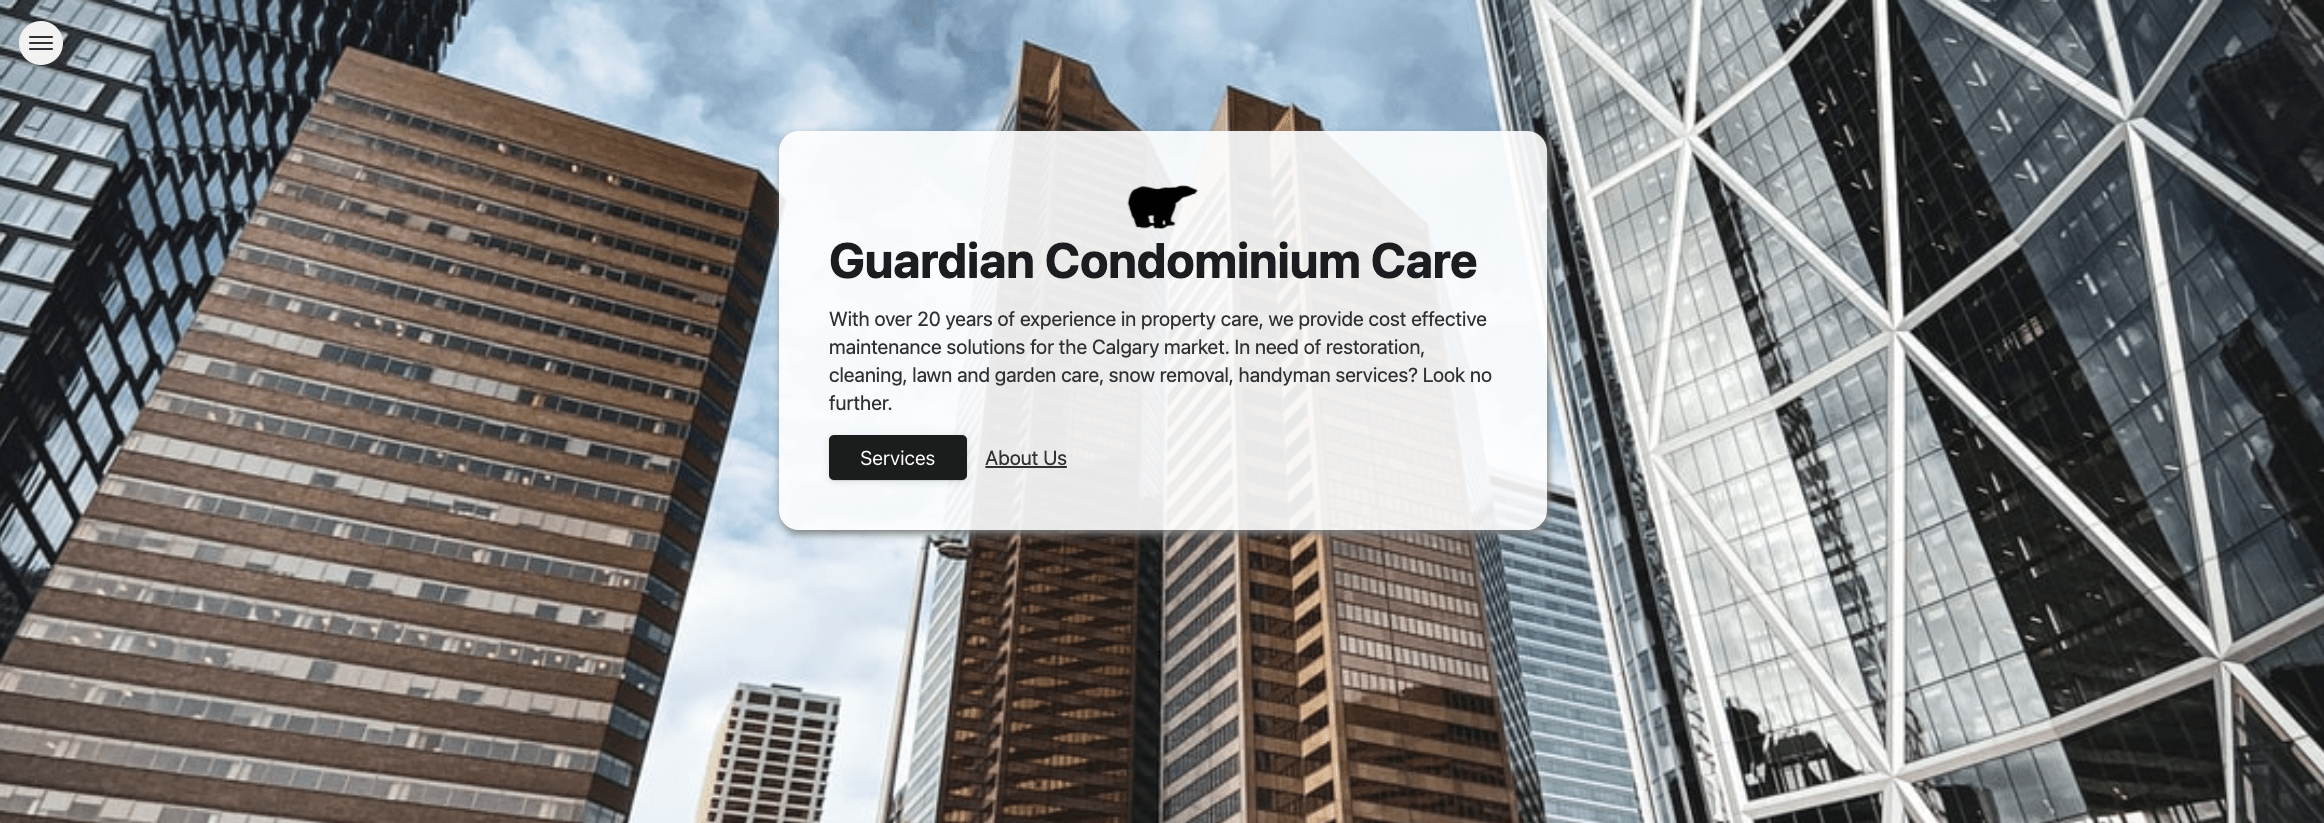 Guardian Condominium Care
With over 20 years of experience in property care, we provide cost effective
maintenance solutions for the Calgary market. In need of restoration,
cleaning, lawn and garden care, snow removal, handyman services? Look no
further.
Services About Us